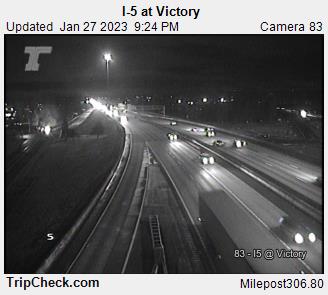 I-5 at Victory
Updated  Jan 27 2023  9:24 PM  Camera 83
T
S
83 - I5 @ Victory
TripCheck.com  Milepost306.80